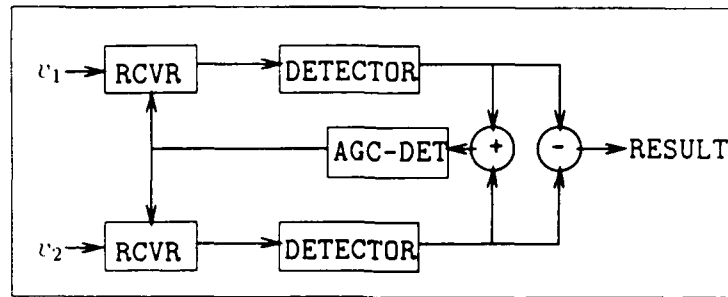 v₁ RCVR DETECTOR
AGC-DET + - RESULT
v₂ RCVR DETECTOR